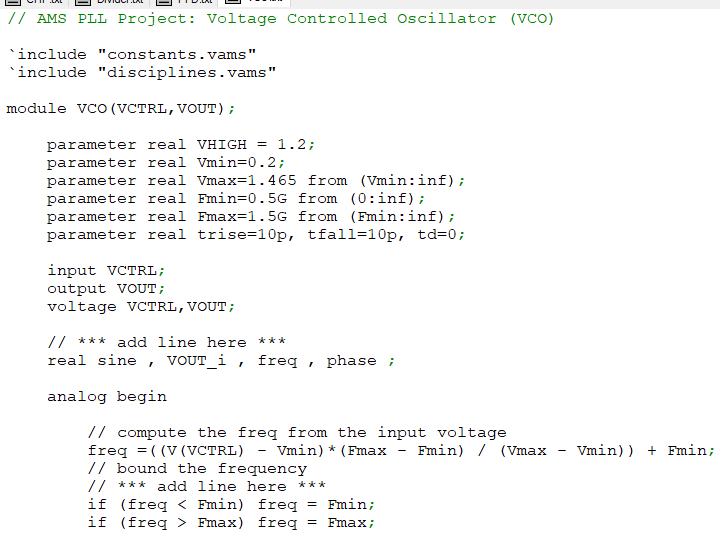 // AMS PLL Project: Voltage Controlled Oscillator (VCO)
`include "constants.vams"
`include "disciplines.vams"
module VCO(VCTRL,VOUT);
parameter real VHIGH = 1.2;
parameter real Vmin=0.2;
parameter real Vmax=1.465 from (Vmin:inf);
parameter real Fmin=0.5G from (0:inf);
parameter real Fmax=1.5G from (Fmin:inf);
parameter real trise=10p, tfall=10p, td=0;
input VCTRL;
output VOUT;
voltage VCTRL,VOUT;
// *** add line here ***
real sine , VOUT_i , freq , phase ;
analog begin
// compute the freq from the input voltage
freq =((V(VCTRL) - Vmin)*(Fmax - Fmin) / (Vmax - Vmin)) + Fmin;
// bound the frequency
// *** add line here ***
if (freq < Fmin) freq = Fmin;
if (freq > Fmax) freq = Fmax;